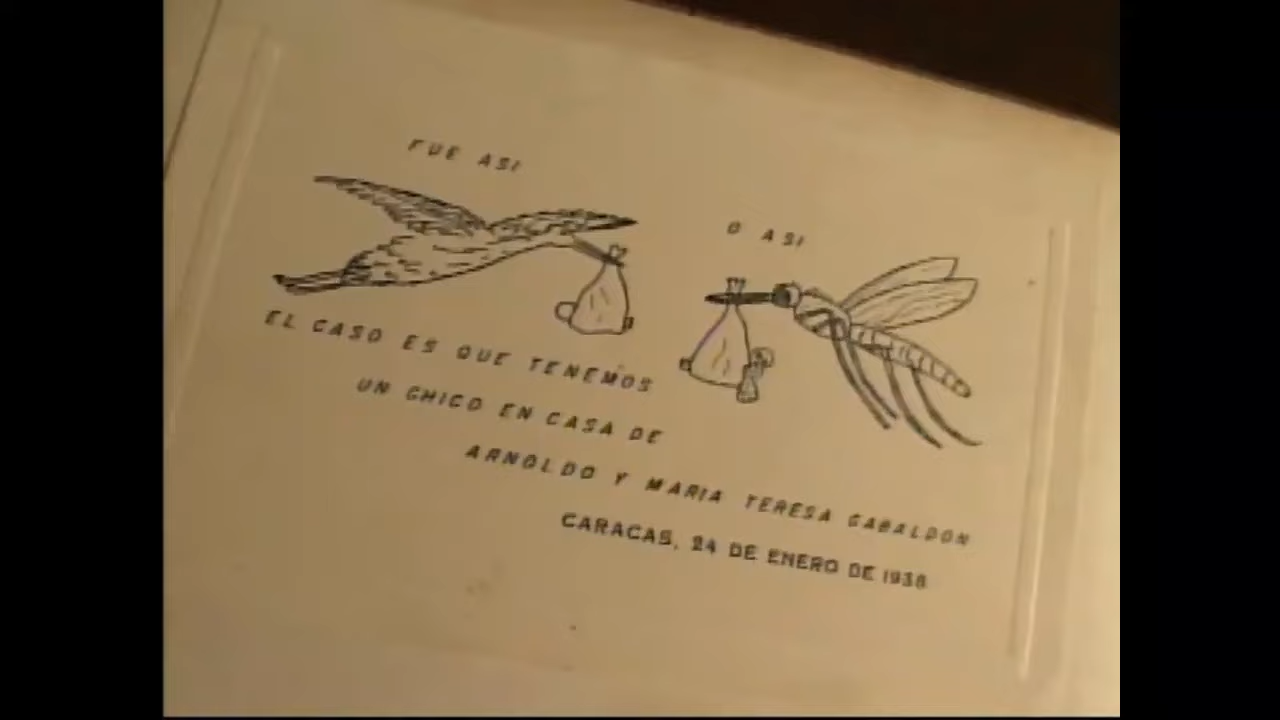 FUE ASI
O ASI
EL CASO ES QUE TENEMOS
UN CHICO EN CASA DE
ARNOLDO Y MARIA TERESA GABALDON
CARACAS, 24 DE ENERO DE 1938